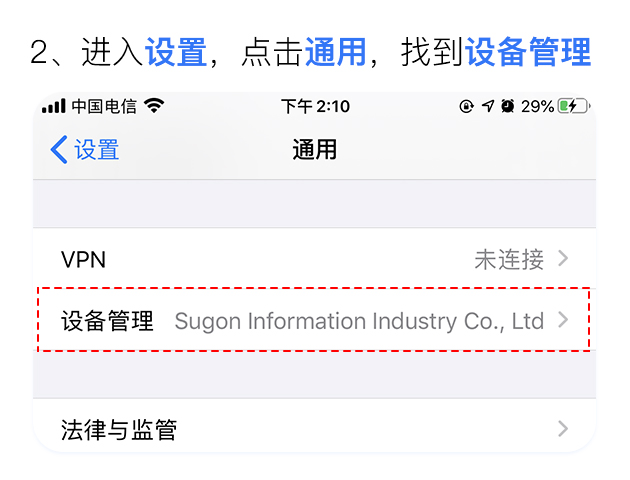 2、进入设置，点击通用，找到设备管理
中国电信 下午2:10 29%
设置 通用
VPN 未连接
设备管理 Sugon Information Industry Co., Ltd
法律与监管